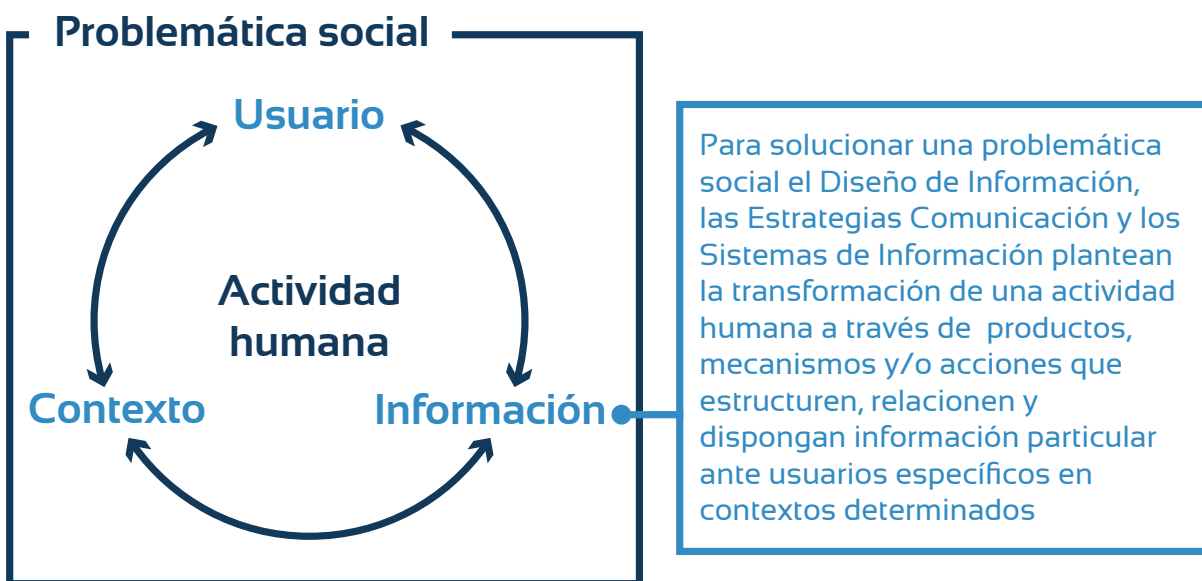 Problemática social
Usuario
Actividad
humana
Contexto
Información
Para solucionar una problemática
social el Diseño de Información,
las Estrategias Comunicación y los
Sistemas de Información plantean
la transformación de una actividad
humana a través de productos,
mecanismos y/o acciones que
estructuren, relacionen y
dispongan información particular
ante usuarios específicos en
contextos determinados